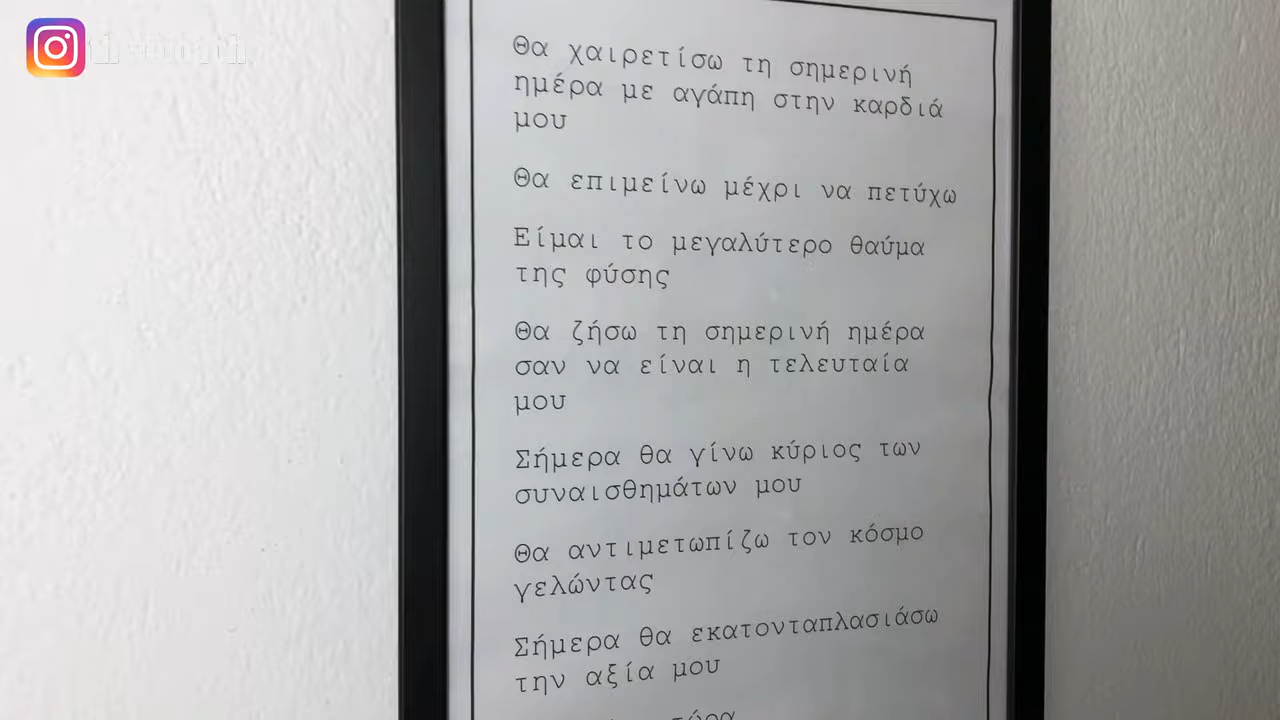 Θα χαιρετίσω τη σημερινή
ημέρα με αγάπη στην καρδιά
μου
Θα επιμείνω μέχρι να πετύχω
Είμαι το μεγαλύτερο θαύμα
της φύσης
Θα ζήσω τη σημερινή ημέρα
σαν να είναι η τελευταία
μου
Σήμερα θα γίνω κύριος των
συναισθημάτων μου
Θα αντιμετωπίζω τον κόσμο
γελώντας
Σήμερα θα εκατονταπλασιάσω
την αξία μου
τώρα